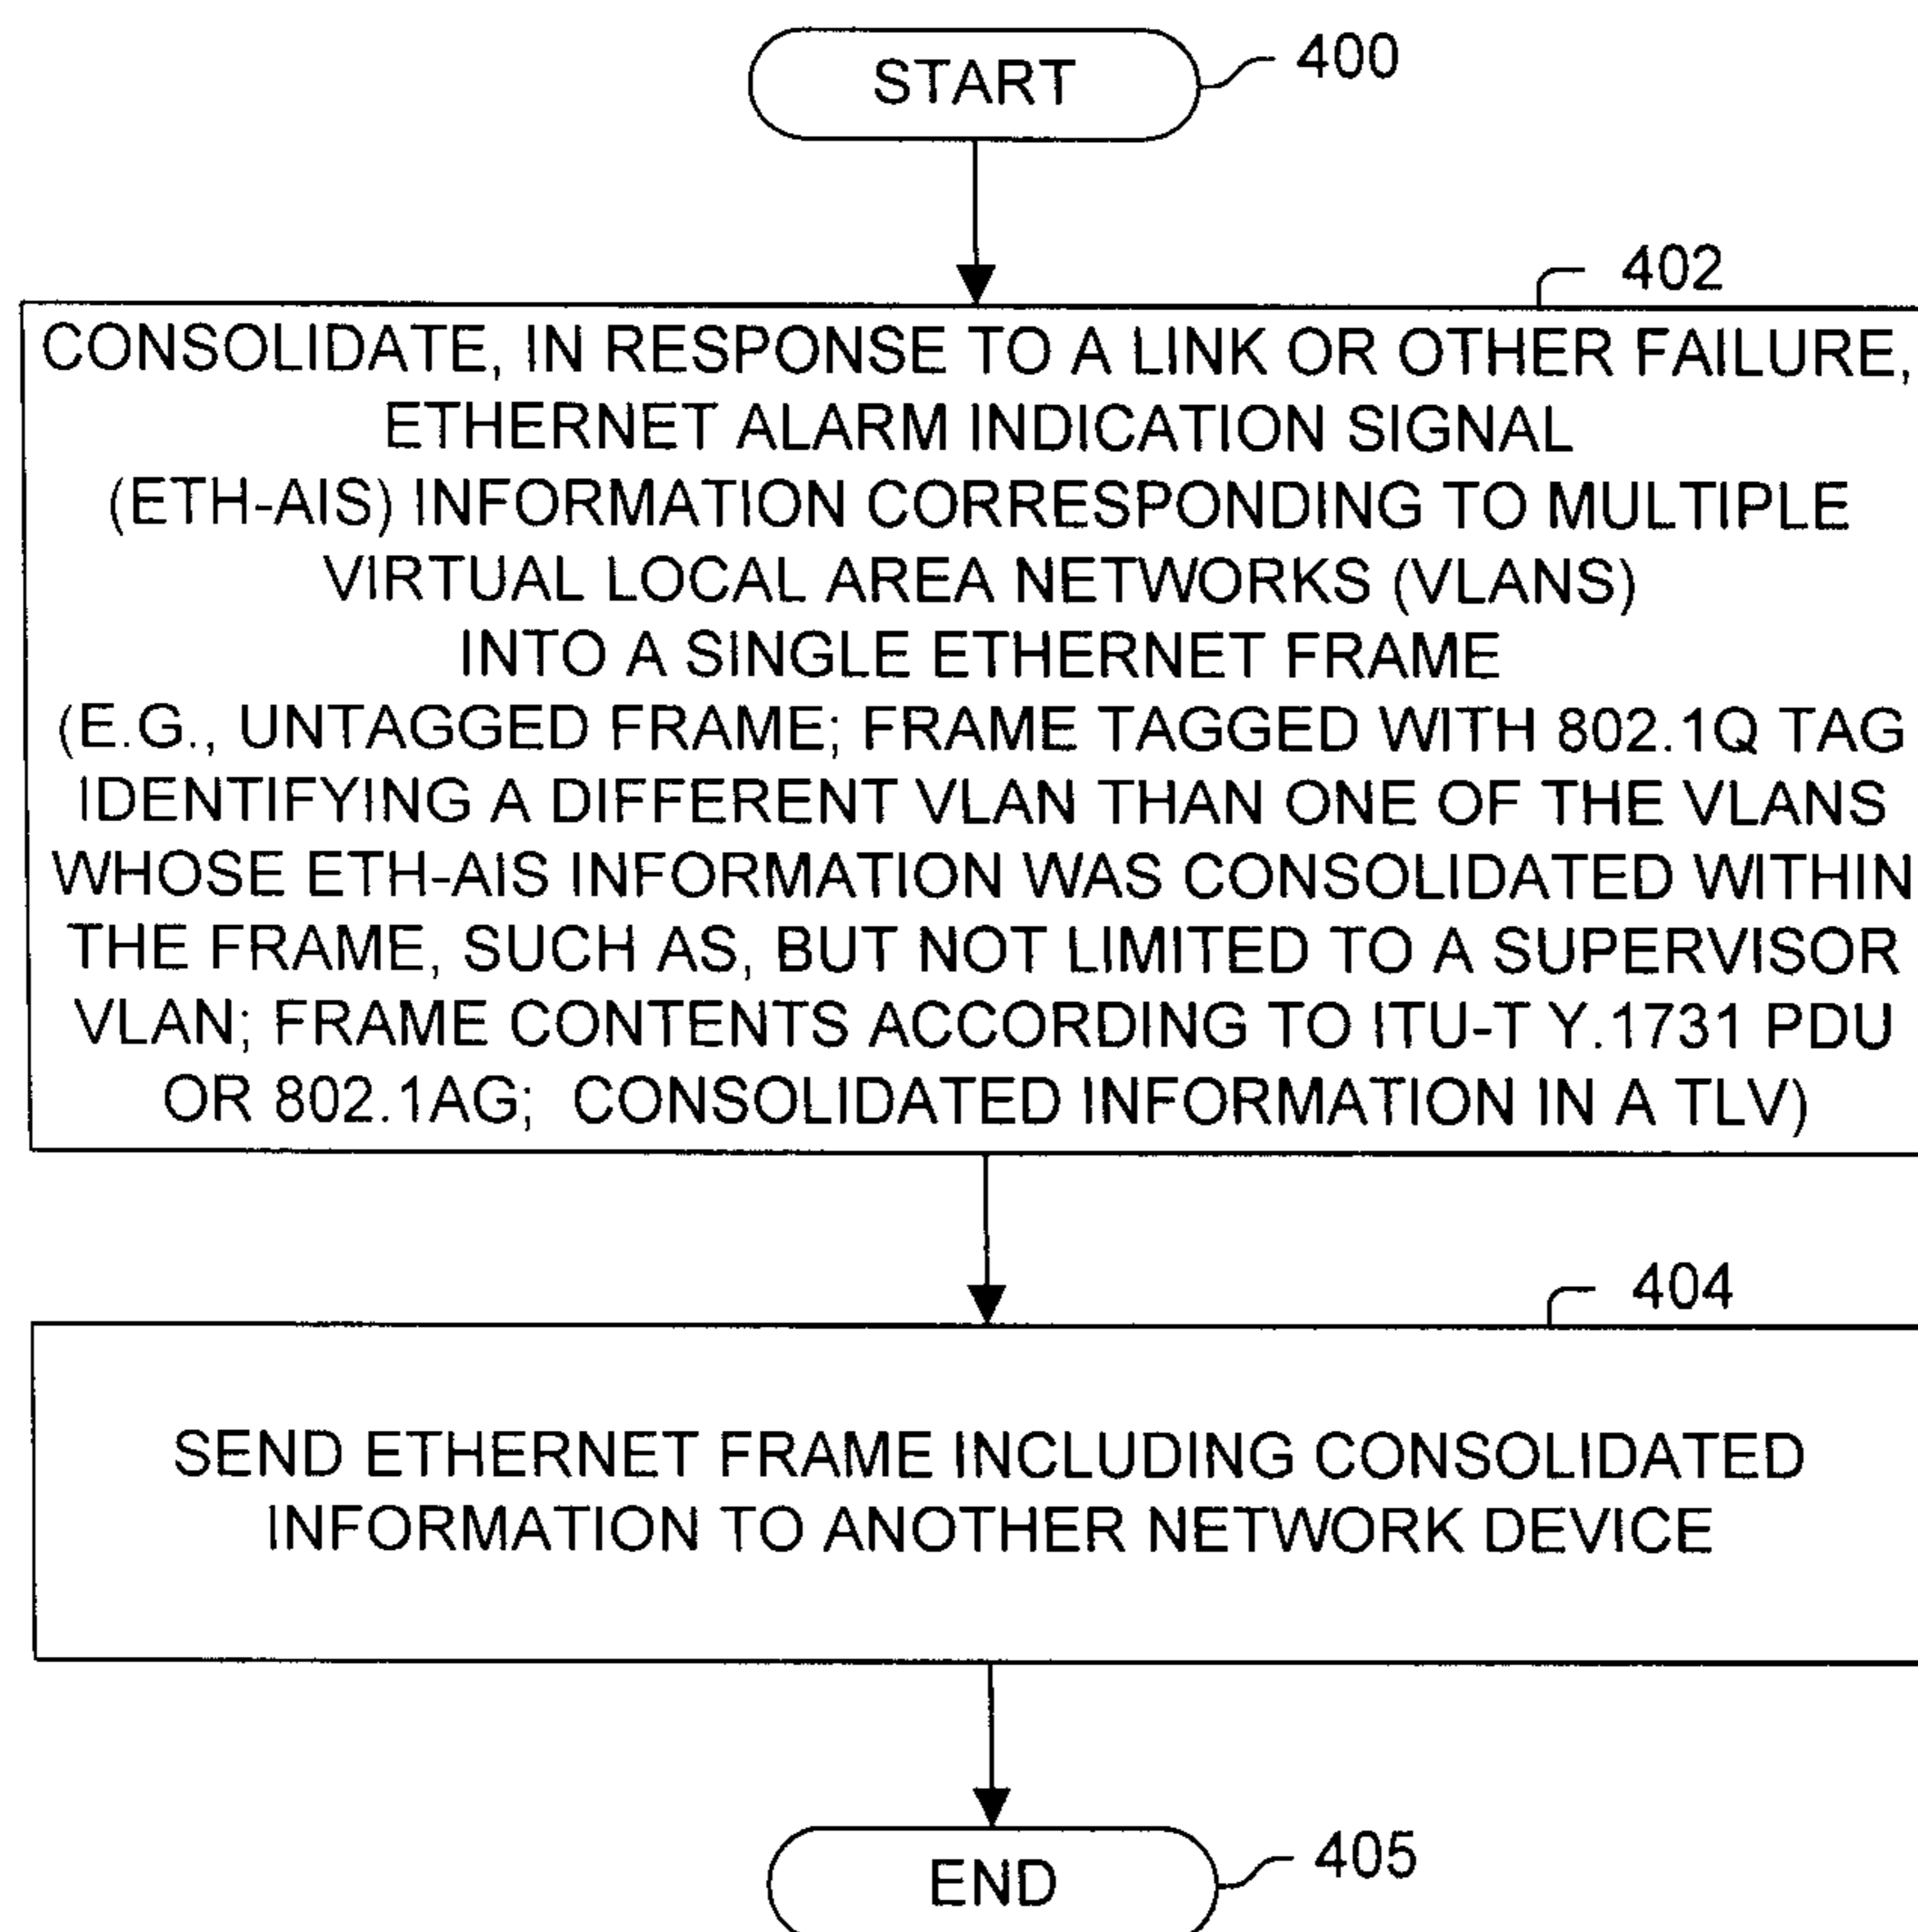 START
400
402
CONSOLIDATE, IN RESPONSE TO A LINK OR OTHER FAILURE,
ETHERNET ALARM INDICATION SIGNAL
(ETH-AIS) INFORMATION CORRESPONDING TO MULTIPLE
VIRTUAL LOCAL AREA NETWORKS (VLANS)
INTO A SINGLE ETHERNET FRAME
(E.G., UNTAGGED FRAME; FRAME TAGGED WITH 802.1Q TAG
IDENTIFYING A DIFFERENT VLAN THAN ONE OF THE VLANS
WHOSE ETH-AIS INFORMATION WAS CONSOLIDATED WITHIN
THE FRAME, SUCH AS, BUT NOT LIMITED TO A SUPERVISOR
VLAN; FRAME CONTENTS ACCORDING TO ITU-T Y.1731 PDU
OR 802.1AG; CONSOLIDATED INFORMATION IN A TLV)
404
SEND ETHERNET FRAME INCLUDING CONSOLIDATED
INFORMATION TO ANOTHER NETWORK DEVICE
END
405